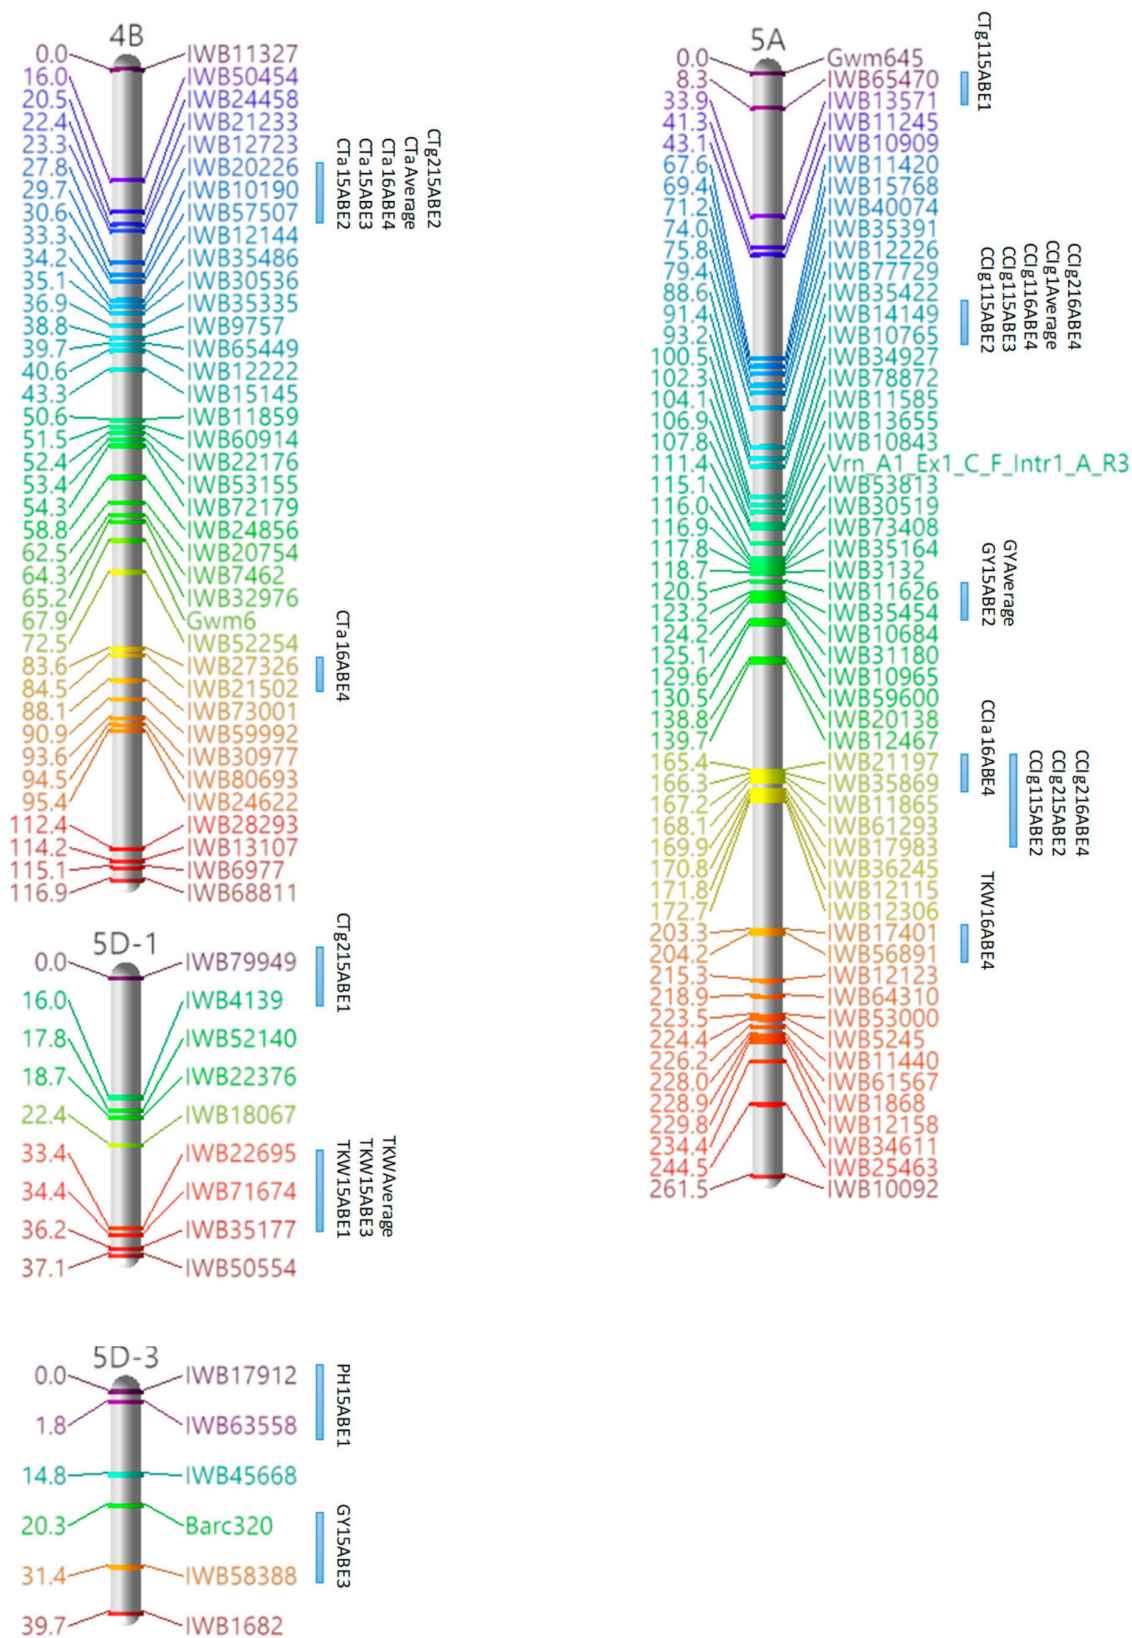 4B
0.0 IWB11327
16.0 IWB50454
20.5 IWB24458
22.4 IWB21233
23.3 IWB12723
27.8 IWB20226
29.7 IWB10190
30.6 IWB57507
33.3 IWB12144
34.2 IWB35486
35.1 IWB30536
36.9 IWB35335
38.8 IWB9757
39.7 IWB65449
40.6 IWB12222
43.3 IWB15145
50.6 IWB11859
51.5 IWB60914
52.4 IWB22176
53.4 IWB53155
54.3 IWB72179
58.8 IWB24856
62.5 IWB20754
64.3 IWB7462
65.2 IWB32976
67.9 Gwm6
72.5 IWB52254
83.6 IWB27326
84.5 IWB21502
88.1 IWB73001
90.9 IWB59992
93.6 IWB30977
94.5 IWB80693
95.4 IWB24622
112.4 IWB28293
114.2 IWB13107
115.1 IWB6977
116.9 IWB68811
CTg215ABE2
CTaAverage
CTa16ABE4
CTa15ABE3
CTa15ABE2
CTa16ABE4
5D-1
0.0 IWB79949
16.0 IWB4139
17.8 IWB52140
18.7 IWB22376
22.4 IWB18067
33.4 IWB22695
34.4 IWB71674
36.2 IWB35177
37.1 IWB50554
CTg215ABE1
TKWAverage
TKW15ABE3
TKW15ABE1
5D-3
0.0 IWB17912
1.8 IWB63558
14.8 IWB45668
20.3 Barc320
31.4 IWB58388
39.7 IWB1682
PH15ABE1
GY15ABE3
5A
0.0 Gwm645
8.3 IWB65470
33.9 IWB13571
41.3 IWB11245
43.1 IWB10909
67.6 IWB11420
69.4 IWB15768
71.2 IWB40074
74.0 IWB35391
75.8 IWB12226
79.4 IWB77729
88.6 IWB35422
91.4 IWB14149
93.2 IWB10765
100.5 IWB34927
102.3 IWB78872
104.1 IWB11585
106.9 IWB13655
107.8 IWB10843
111.4 Vrn_A1_Ex1_C_F_Intr1_A_R3
115.1 IWB53813
116.0 IWB30519
116.9 IWB73408
117.8 IWB35164
118.7 IWB3132
120.5 IWB11626
123.2 IWB35454
124.2 IWB10684
125.1 IWB31180
129.6 IWB10965
130.5 IWB59600
138.8 IWB20138
139.7 IWB12467
165.4 IWB21197
166.3 IWB35869
167.2 IWB11865
168.1 IWB61293
169.9 IWB17983
170.8 IWB36245
171.8 IWB12115
172.7 IWB12306
203.3 IWB17401
204.2 IWB56891
215.3 IWB12123
218.9 IWB64310
223.5 IWB53000
224.4 IWB5245
226.2 IWB11440
228.0 IWB61567
228.9 IWB1868
229.8 IWB12158
234.4 IWB34611
244.5 IWB25463
261.5 IWB10092
CTg115ABE1
CCIg216ABE4
CCIg1Average
CCIg116ABE4
CCIg115ABE3
CCIg115ABE2
GYAverage
GY15ABE2
CCIa16ABE4
CCIg216ABE4
CCIg215ABE2
CCIg115ABE2
TKW16ABE4